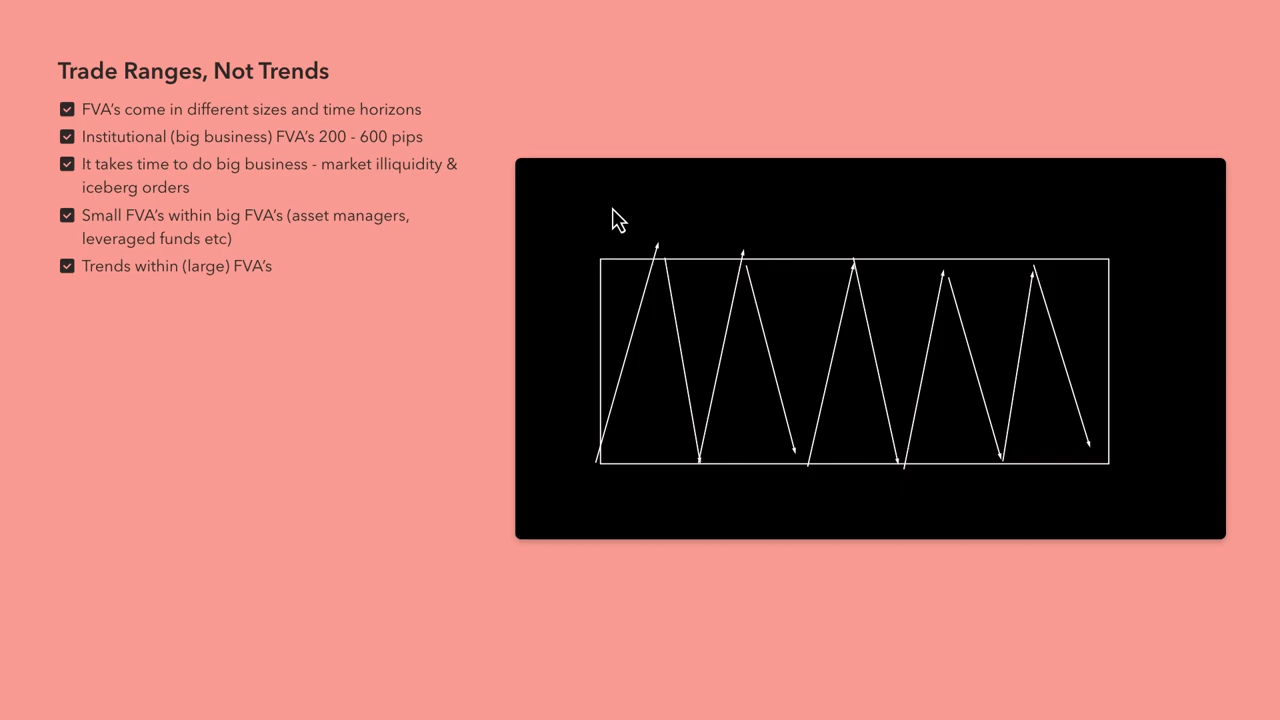 Trade Ranges, Not Trends
FVA’s come in different sizes and time horizons
Institutional (big business) FVA’s 200 - 600 pips
It takes time to do big business - market illiquidity &
iceberg orders
Small FVA’s within big FVA’s (asset managers,
leveraged funds etc)
Trends within (large) FVA’s